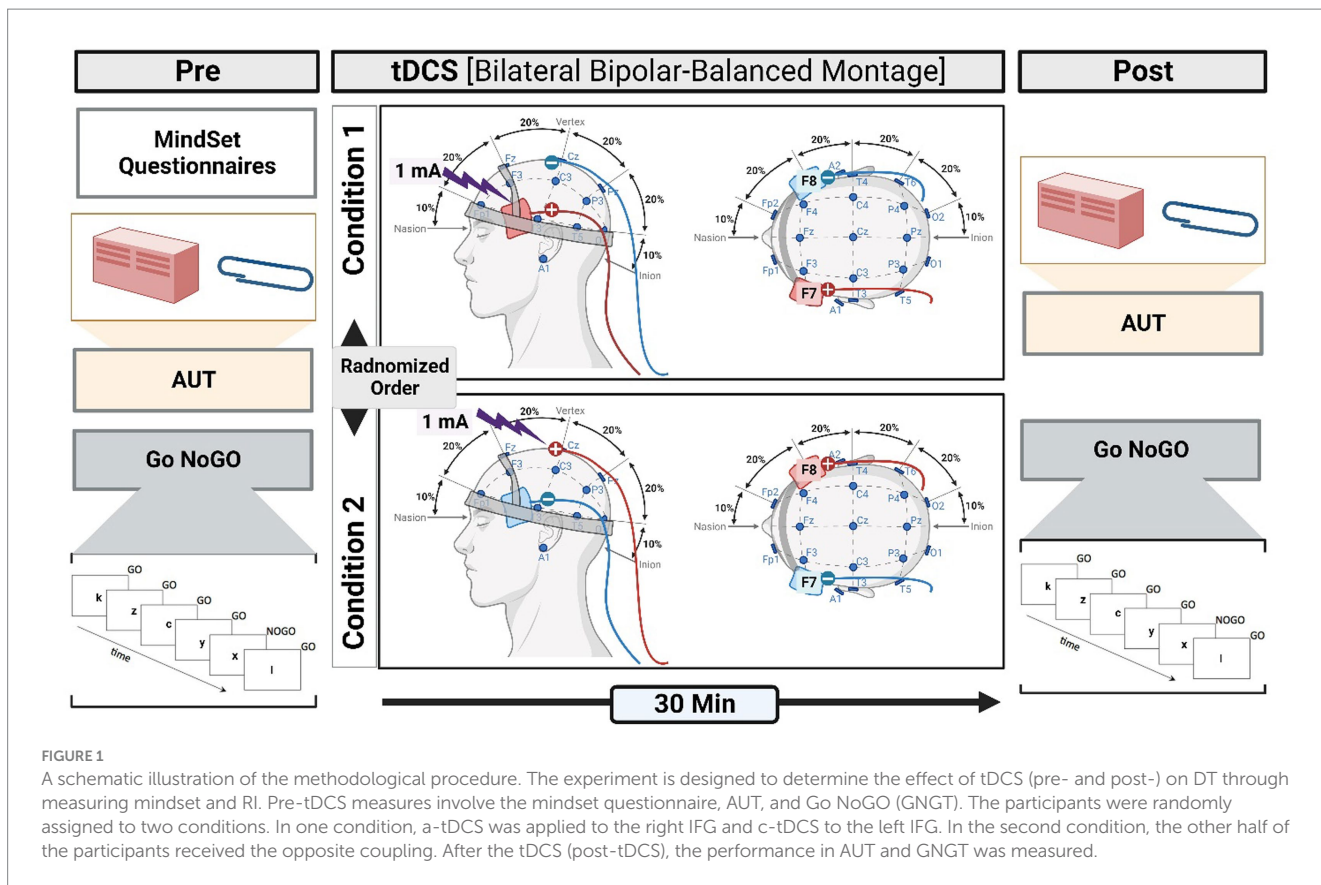 Pre
MindSet
Questionnaires
AUT
Go NoGO
GO
k
GO
z
GO
c
GO
y
NOGO
x
GO
l
time
tDCS [Bilateral Bipolar-Balanced Montage]
Condition 1
1 mA
20%
Vertex
20%
20%
20%
10%
10%
Fz
F3
Cz
C3
Pz
P3
T5
A1
Nasion
Inion
20%
20%
20%
20%
10%
10%
F8
A2
T4
T6
Fp2
F4
C4
P4
O2
Nasion
Fz
Cz
Pz
Inion
Fp1
F3
C3
P3
O1
F7
A1
T3
T5
Radnomized
Order
Condition 2
1 mA
20%
Vertex
20%
20%
20%
10%
10%
Fz
F3
Cz
C3
Pz
P3
T5
A1
Nasion
Inion
20%
20%
20%
20%
10%
10%
F8
A2
T4
T6
Fp2
F4
C4
P4
O2
Nasion
Fz
Cz
Pz
Inion
Fp1
F3
C3
P3
O1
F7
A1
T3
T5
30 Min
Post
AUT
Go NoGO
GO
k
GO
z
GO
c
GO
y
NOGO
x
GO
l
time
FIGURE 1
A schematic illustration of the methodological procedure. The experiment is designed to determine the effect of tDCS (pre- and post-) on DT through
measuring mindset and RI. Pre-tDCS measures involve the mindset questionnaire, AUT, and Go NoGO (GNGT). The participants were randomly
assigned to two conditions. In one condition, a-tDCS was applied to the right IFG and c-tDCS to the left IFG. In the second condition, the other half of
the participants received the opposite coupling. After the tDCS (post-tDCS), the performance in AUT and GNGT was measured.